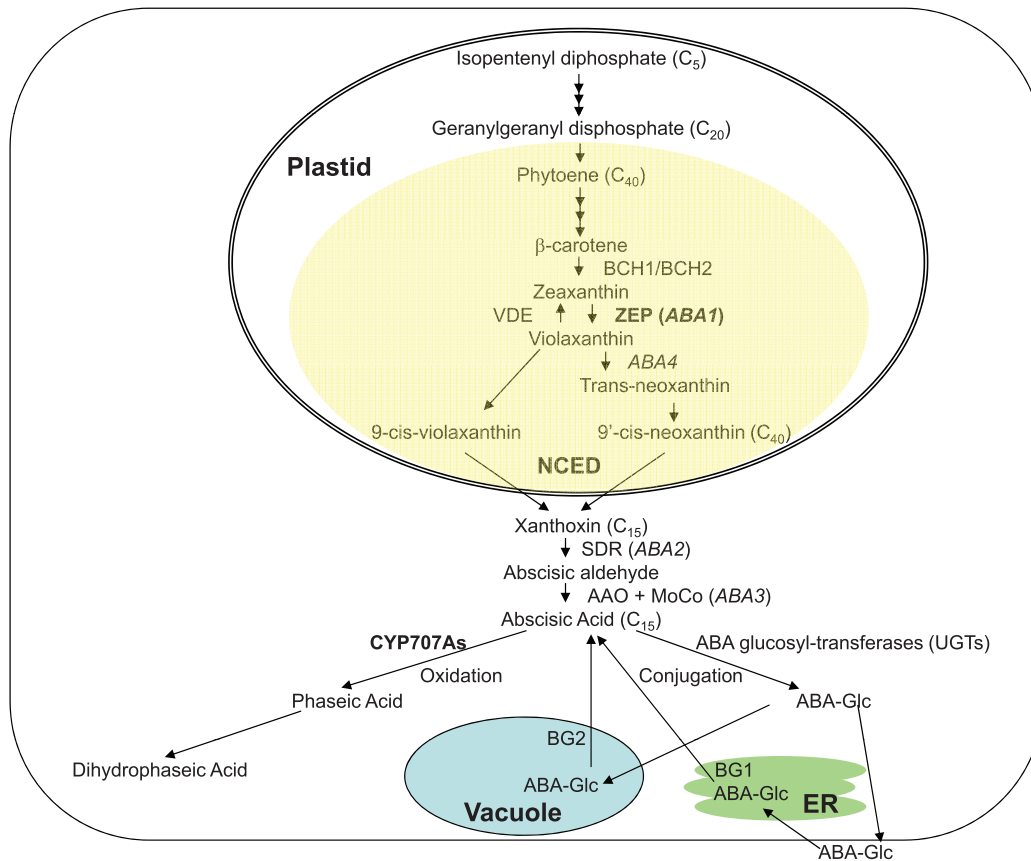 Isopentenyl diphosphate (C5)
Geranylgeranyl disphosphate (C20)
Plastid
Phytoene (C40)
β-carotene
BCH1/BCH2
Zeaxanthin
VDE
ZEP (ABA1)
Violaxanthin
ABA4
Trans-neoxanthin
9-cis-violaxanthin
9’-cis-neoxanthin (C40)
NCED
Xanthoxin (C15)
SDR (ABA2)
Abscisic aldehyde
AAO + MoCo (ABA3)
Abscisic Acid (C15)
CYP707As
ABA glucosyl-transferases (UGTs)
Oxidation
Conjugation
Phaseic Acid
ABA-Glc
BG2
Dihydrophaseic Acid
ABA-Glc
Vacuole
BG1
ABA-Glc
ER
ABA-Glc